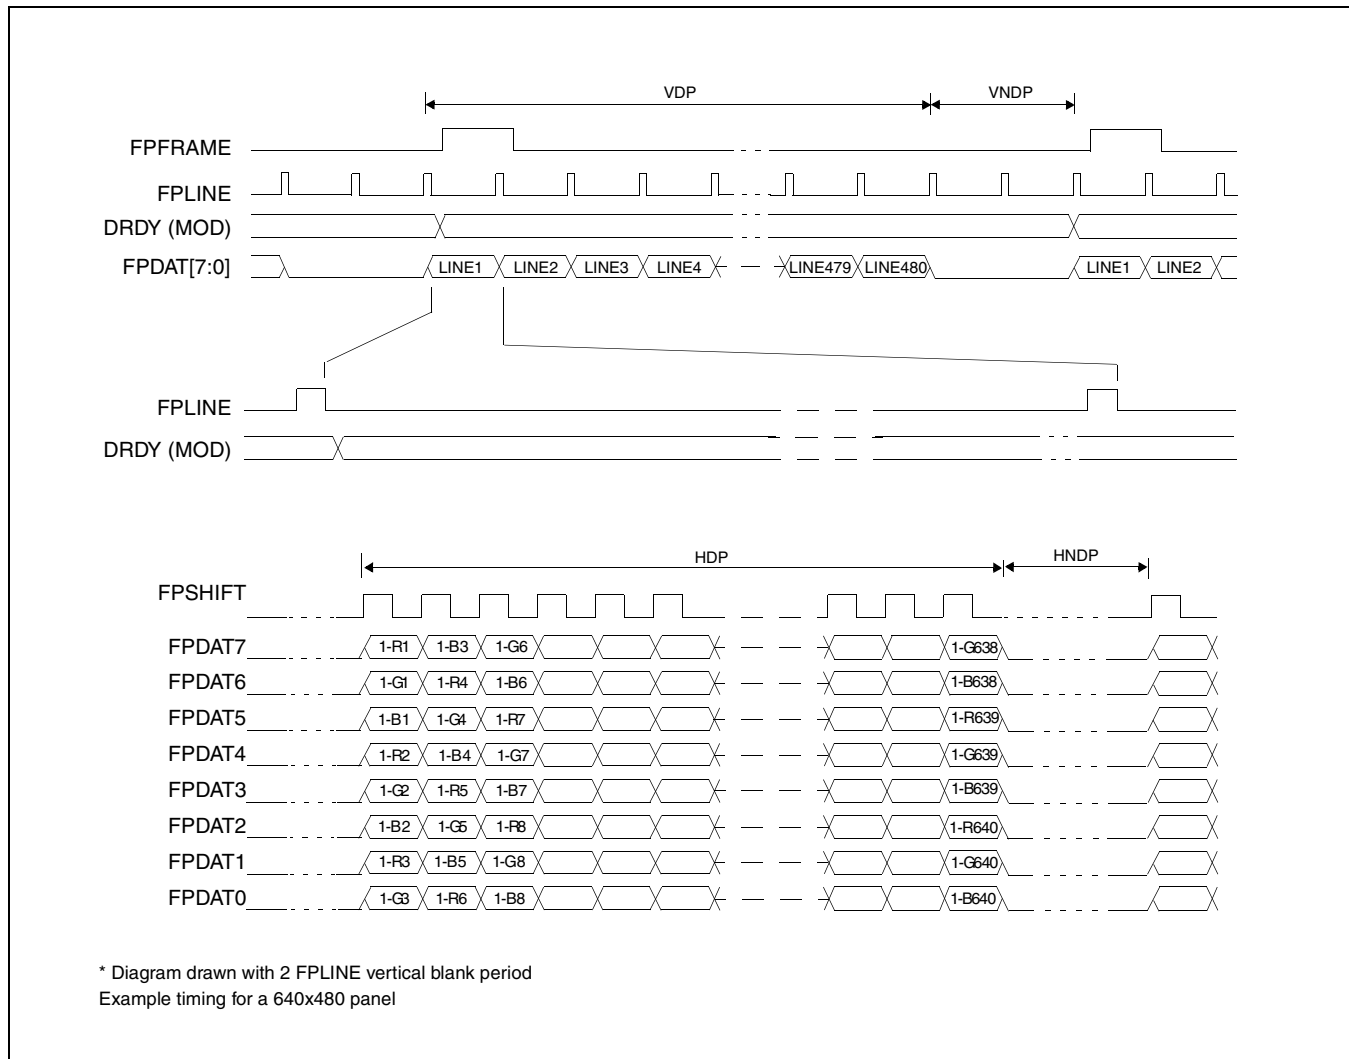 VDP VNDP
FPFRAME
FPLINE
DRDY (MOD)
FPDAT[7:0] LINE1 LINE2 LINE3 LINE4 LINE479 LINE480 LINE1 LINE2
FPLINE
DRDY (MOD)
HDP HNDP
FPSHIFT
FPDAT7 1-R1 1-B3 1-G6 1-G638
FPDAT6 1-G1 1-R4 1-B6 1-B638
FPDAT5 1-B1 1-G4 1-R7 1-R639
FPDAT4 1-R2 1-B4 1-G7 1-G639
FPDAT3 1-G2 1-R5 1-B7 1-B639
FPDAT2 1-B2 1-G5 1-R8 1-R640
FPDAT1 1-R3 1-B5 1-G8 1-G640
FPDAT0 1-G3 1-R6 1-B8 1-B640
* Diagram drawn with 2 FPLINE vertical blank period
Example timing for a 640x480 panel